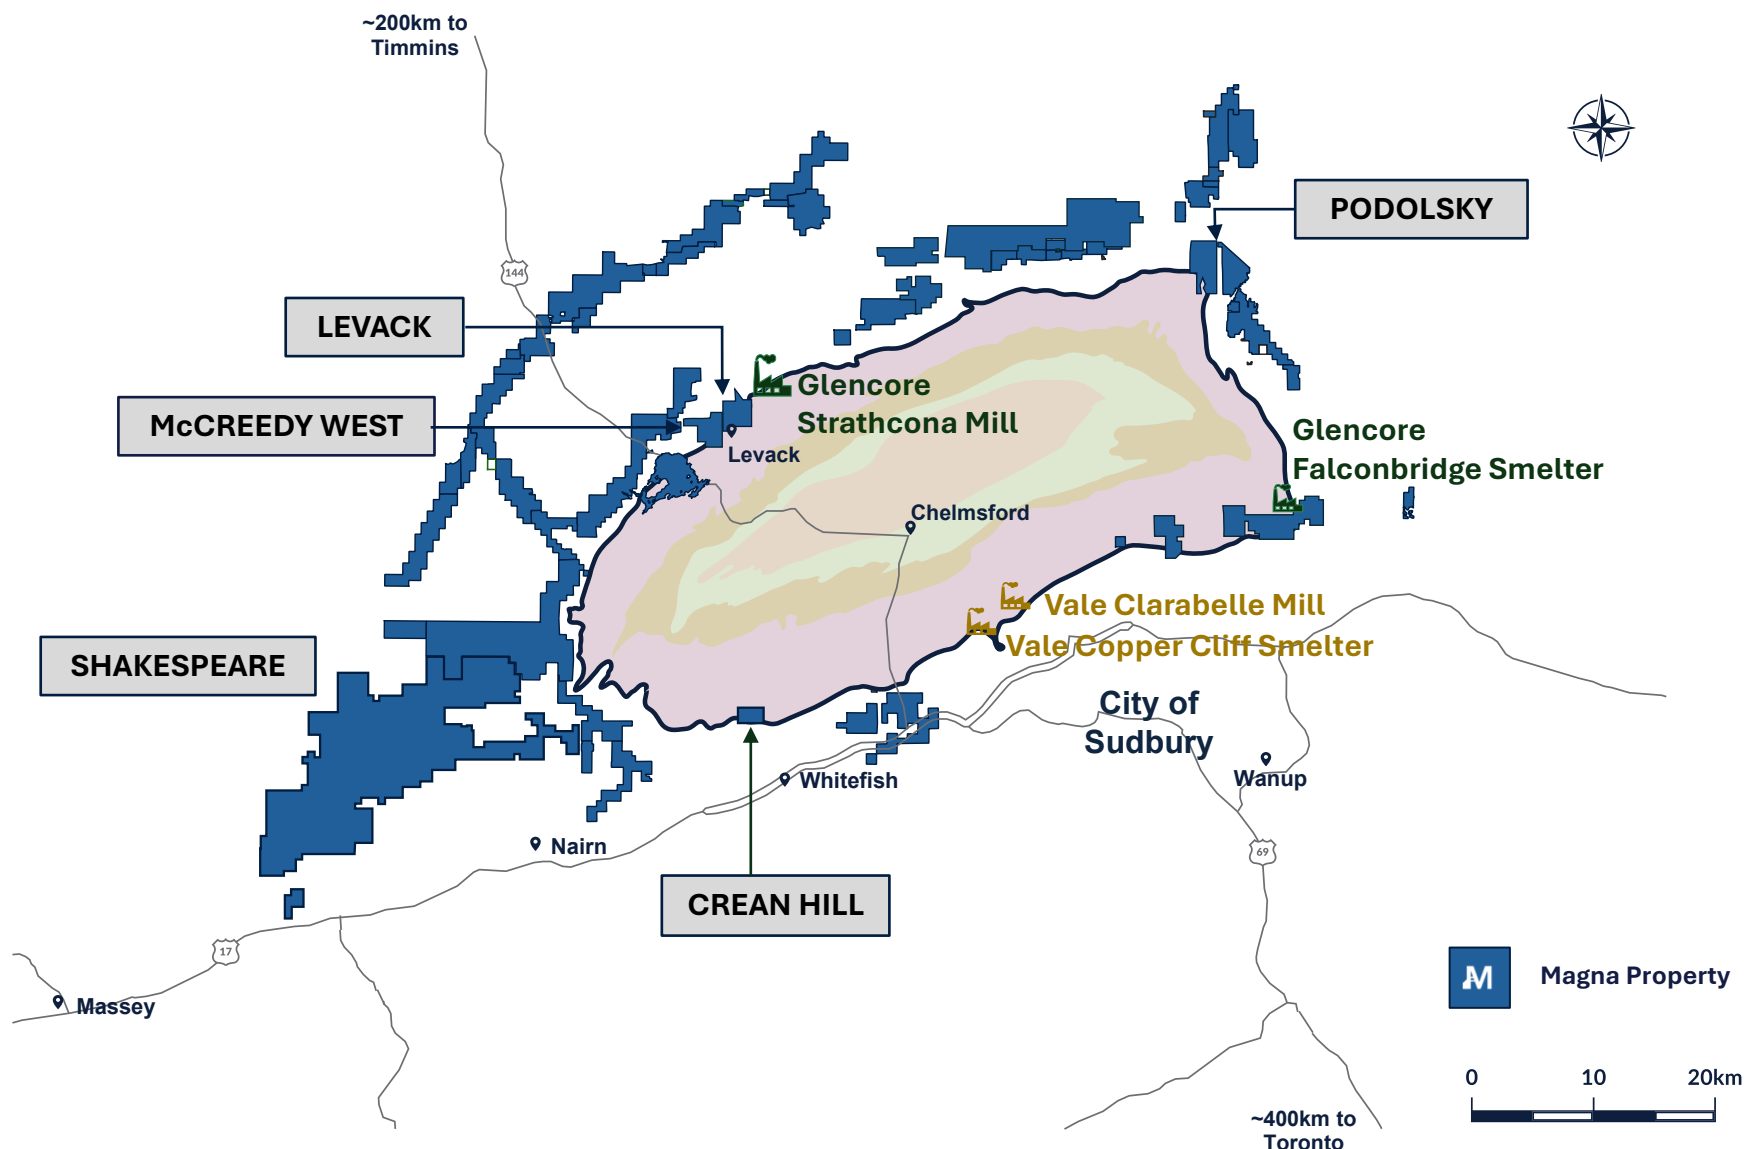 ~200km to
Timmins
144
PODOLSKY
LEVACK
McCREEDY WEST
Glencore
Strathcona Mill
Levack
Glencore
Falconbridge Smelter
Chelmsford
Vale Clarabelle Mill
Vale Copper Cliff Smelter
SHAKESPEARE
City of
Sudbury
Wanup
Whitefish
Nairn
69
CREAN HILL
17
Massey
M
Magna Property
0 10 20km
~400km to
Toronto